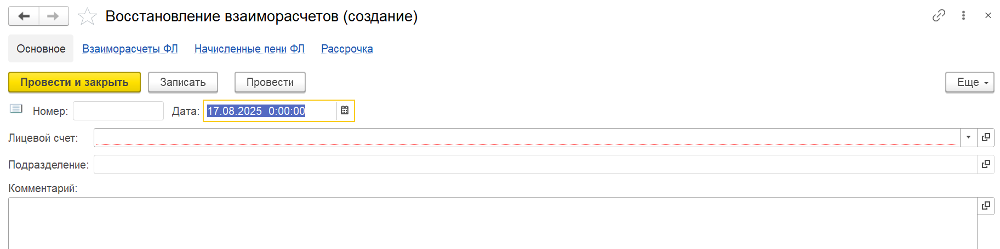 Восстановление взаиморасчетов (создание)
Основное Взаиморасчеты ФЛ Начисленные пени ФЛ Рассрочка
Провести и закрыть Записать Провести Еще
Номер: Дата: 17.08.2025 0:00:00
Лицевой счет:
Подразделение:
Комментарий: